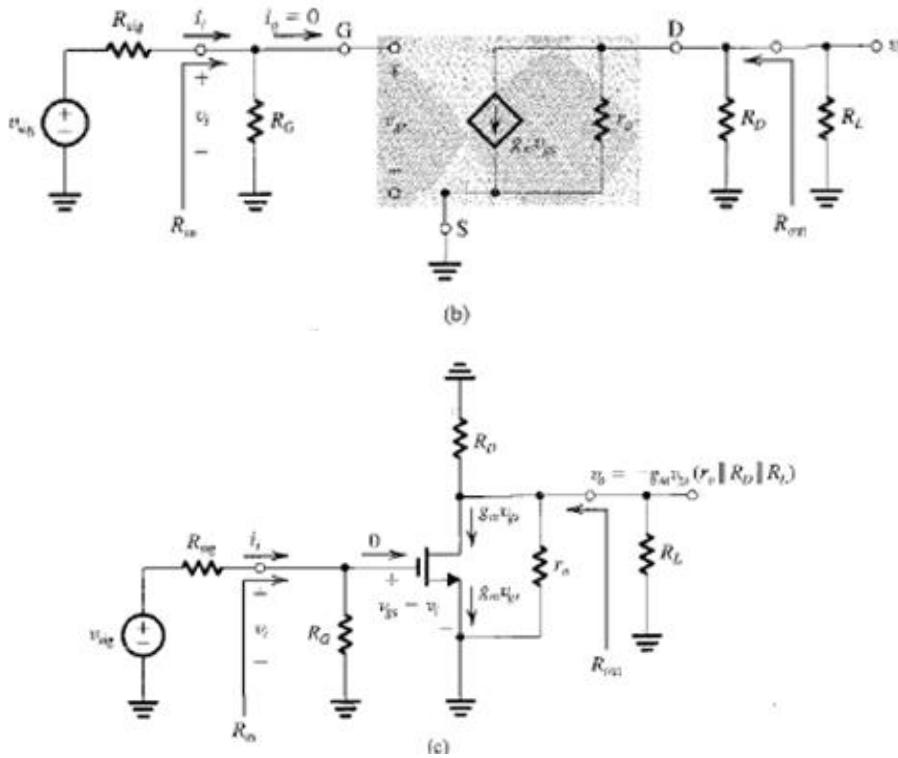 R_sig
i_i
i_g = 0
G
D
+
v_i
−
R_G
v_gs
g_m v_gs
r_o
R_D
R_L
R_in
S
R_out
(b)
R_D
v_o = −g_m v_gs (r_o ∥ R_D ∥ R_L)
g_m v_gs
R_sig
i_i
0
r_o
R_L
+
v_gs = v_i
−
g_m v_gs
v_sig
+
−
+
v_i
−
R_G
R_out
R_in
(c)